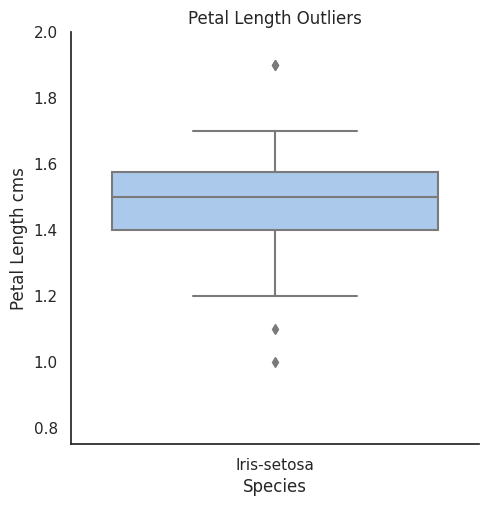 Petal Length Outliers
2.0
1.8
1.6
1.4
1.2
1.0
0.8
Petal Length cms
Iris-setosa
Species